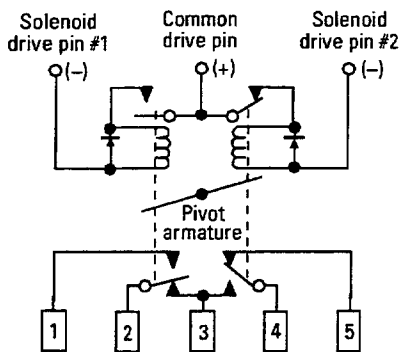 Solenoid drive pin #1
Common drive pin
Solenoid drive pin #2
(−)
(+)
(−)
Pivot armature
1
2
3
4
5